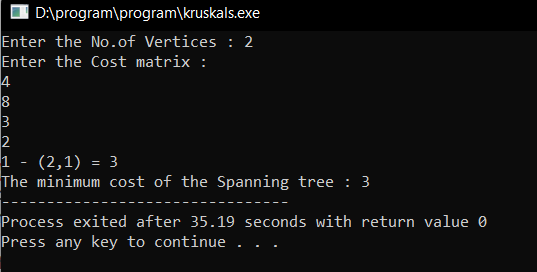 D:\program\program\kruskals.exe
Enter the No.of Vertices : 2
Enter the Cost matrix :
4
8
3
2
1 - (2,1) = 3
The minimum cost of the Spanning tree : 3
--------------------------------
Process exited after 35.19 seconds with return value 0
Press any key to continue . . .